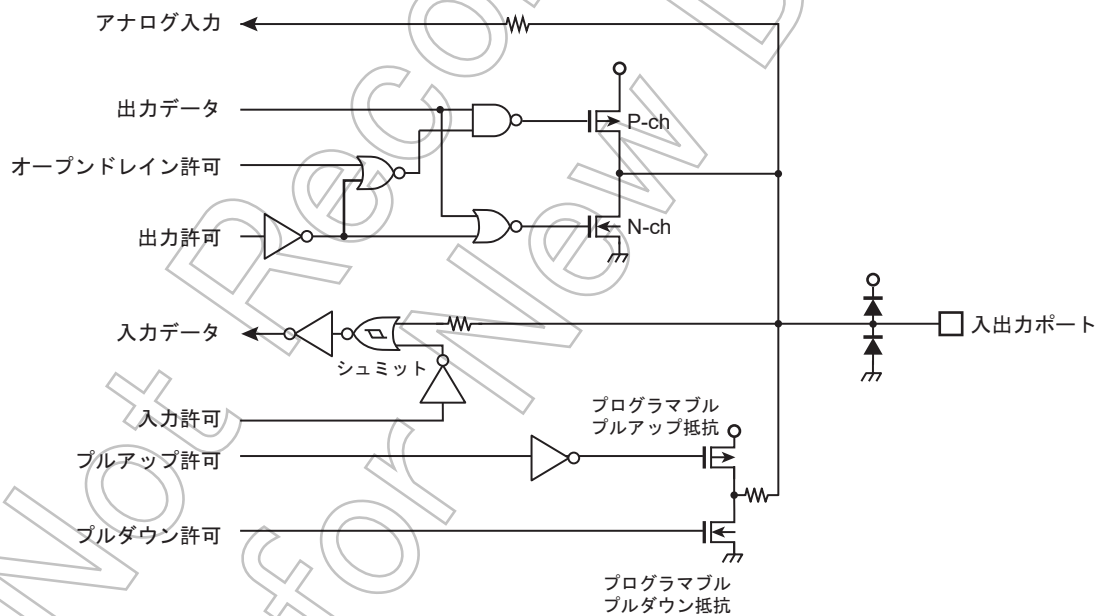 アナログ入力
出力データ
P-ch
オープンドレイン許可
N-ch
出力許可
入力データ
シュミット
入出力ポート
入力許可
プログラマブル
プルアップ抵抗
プルアップ許可
プルダウン許可
プログラマブル
プルダウン抵抗
Not Reco
for New D